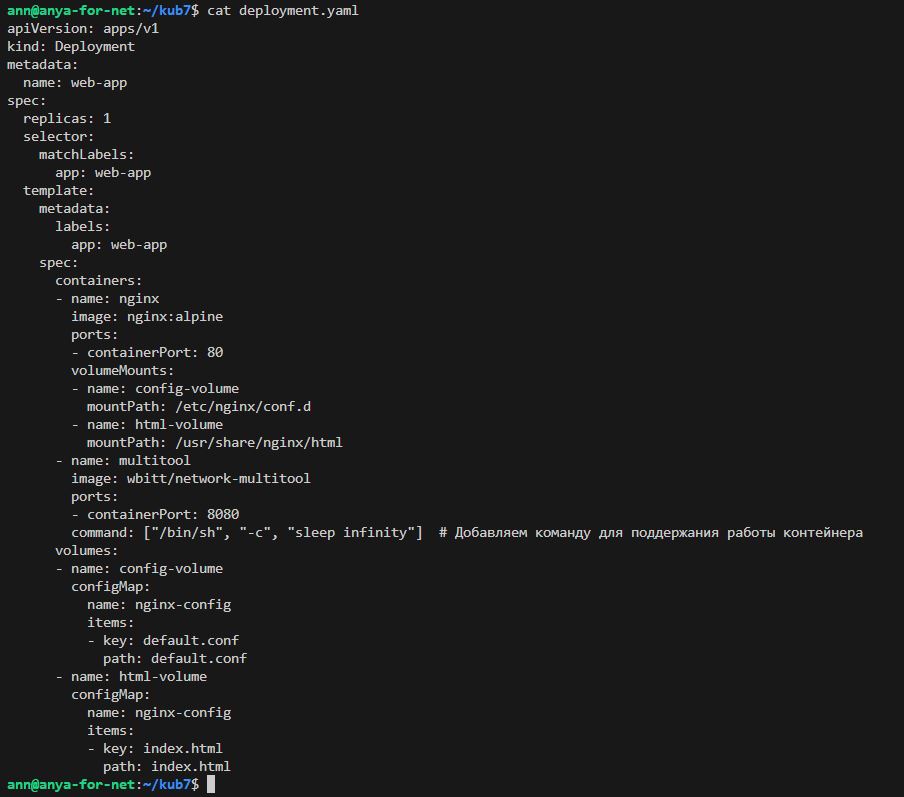 ann@anya-for-net:~/kub7$ cat deployment.yaml
apiVersion: apps/v1
kind: Deployment
metadata:
  name: web-app
spec:
  replicas: 1
  selector:
    matchLabels:
      app: web-app
  template:
    metadata:
      labels:
        app: web-app
    spec:
      containers:
      - name: nginx
        image: nginx:alpine
        ports:
        - containerPort: 80
        volumeMounts:
        - name: config-volume
          mountPath: /etc/nginx/conf.d
        - name: html-volume
          mountPath: /usr/share/nginx/html
      - name: multitool
        image: wbitt/network-multitool
        ports:
        - containerPort: 8080
        command: ["/bin/sh", "-c", "sleep infinity"]  # Добавляем команду для поддержания работы контейнера
      volumes:
      - name: config-volume
        configMap:
          name: nginx-config
          items:
          - key: default.conf
            path: default.conf
      - name: html-volume
        configMap:
          name: nginx-config
          items:
          - key: index.html
            path: index.html
ann@anya-for-net:~/kub7$